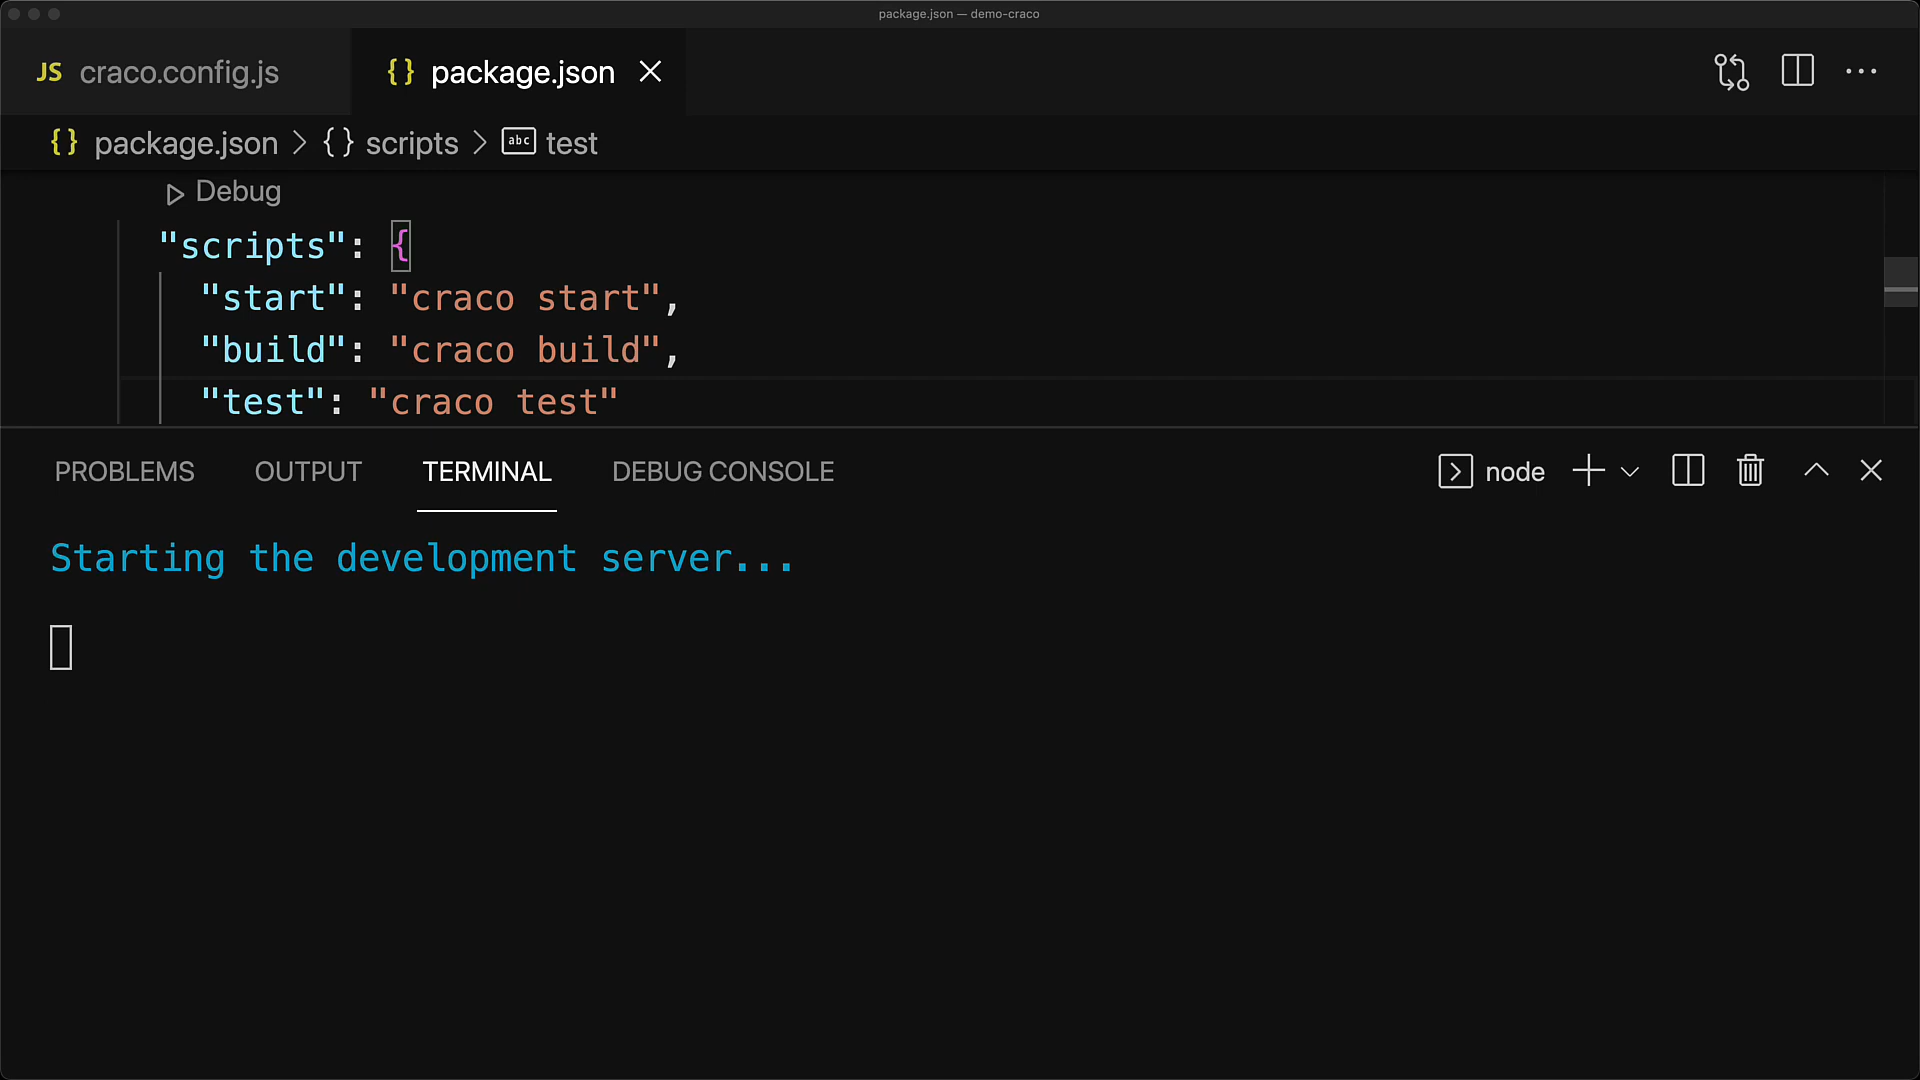 package.json — demo-craco
JS craco.config.js {} package.json
{} package.json > {} scripts > abc test
Debug
"scripts": {
"start": "craco start",
"build": "craco build",
"test": "craco test"
PROBLEMS OUTPUT TERMINAL DEBUG CONSOLE node
Starting the development server...